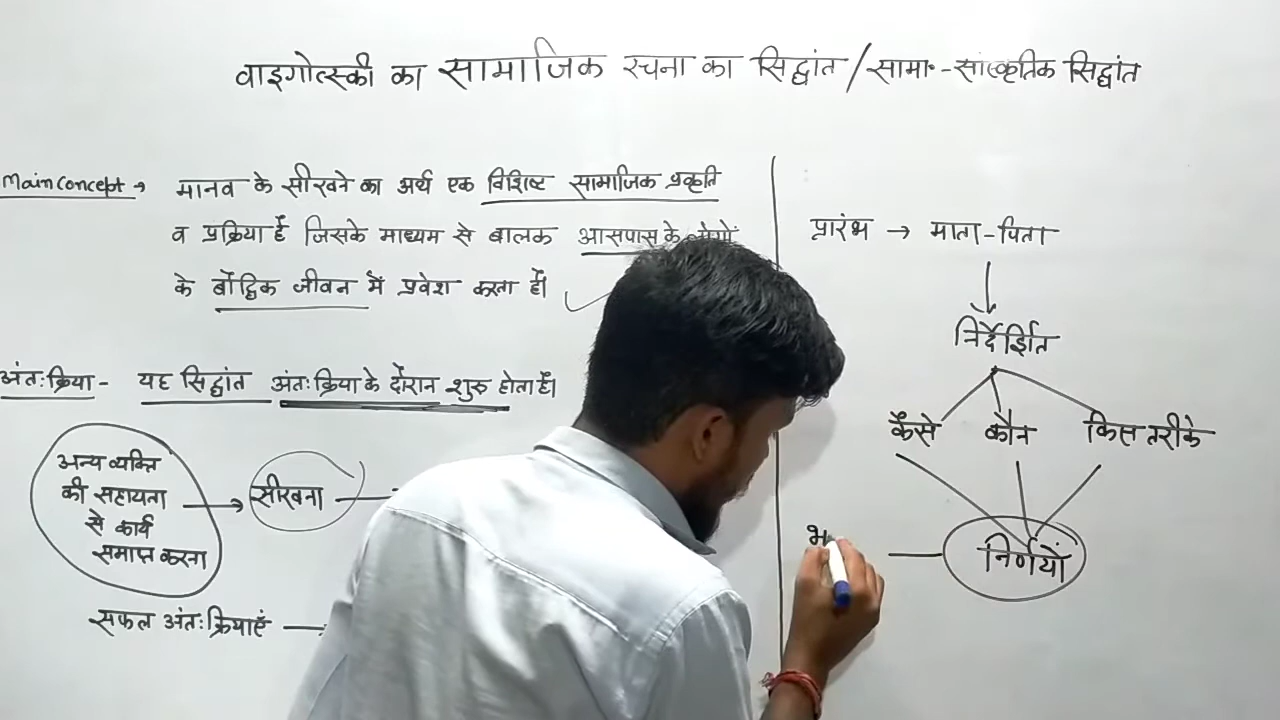 वाइगोत्स्की का सामाजिक रचना का सिद्धांत / सामा॰ -सांस्कृतिक सिद्धांत
Main Concept → मानव के सीखने का अर्थ एक विशिष्ट सामाजिक प्रकृति
व प्रक्रिया है जिसके माध्यम से बालक आसपास के लोगों
के बौद्धिक जीवन में प्रवेश करता है।
अंतःक्रिया - यह सिद्धांत अंतःक्रिया के दौरान शुरु होता है।
अन्य व्यक्ति
की सहायता
से कार्य
समाप्त करना
सीखना
सफल अंतःक्रियाएं
प्रारंभ → माता-पिता
निर्देशित
कैसे कौन किस तरीके
निर्णयों